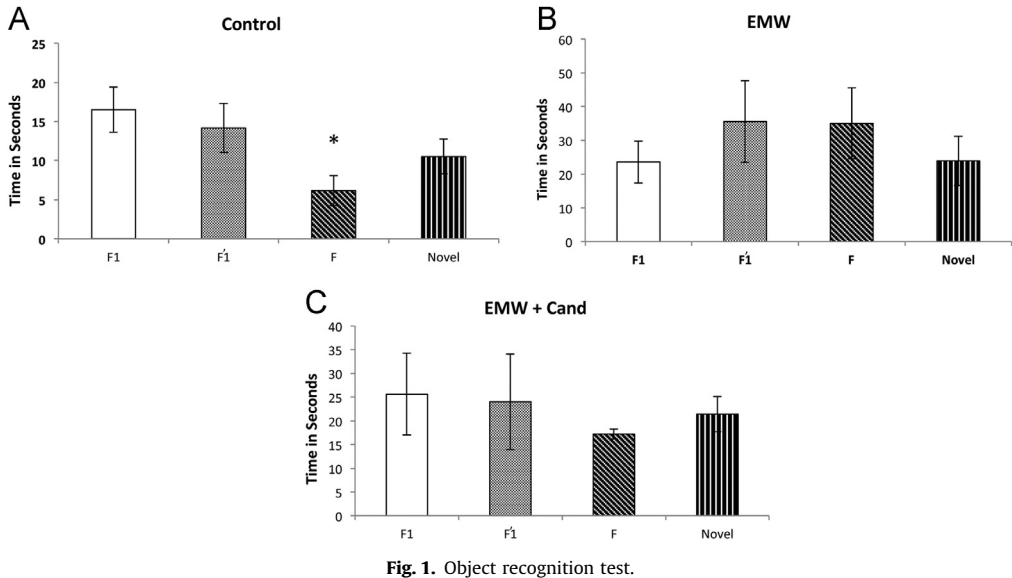 A
Control
Time in Seconds
25
20
15
10
5
0
*
F1
F'1
F
Novel
B
EMW
Time in Seconds
60
50
40
30
20
10
0
F1
F'1
F
Novel
C
EMW + Cand
Time in Seconds
40
35
30
25
20
15
10
5
0
F1
F'1
F
Novel
Fig. 1. Object recognition test.